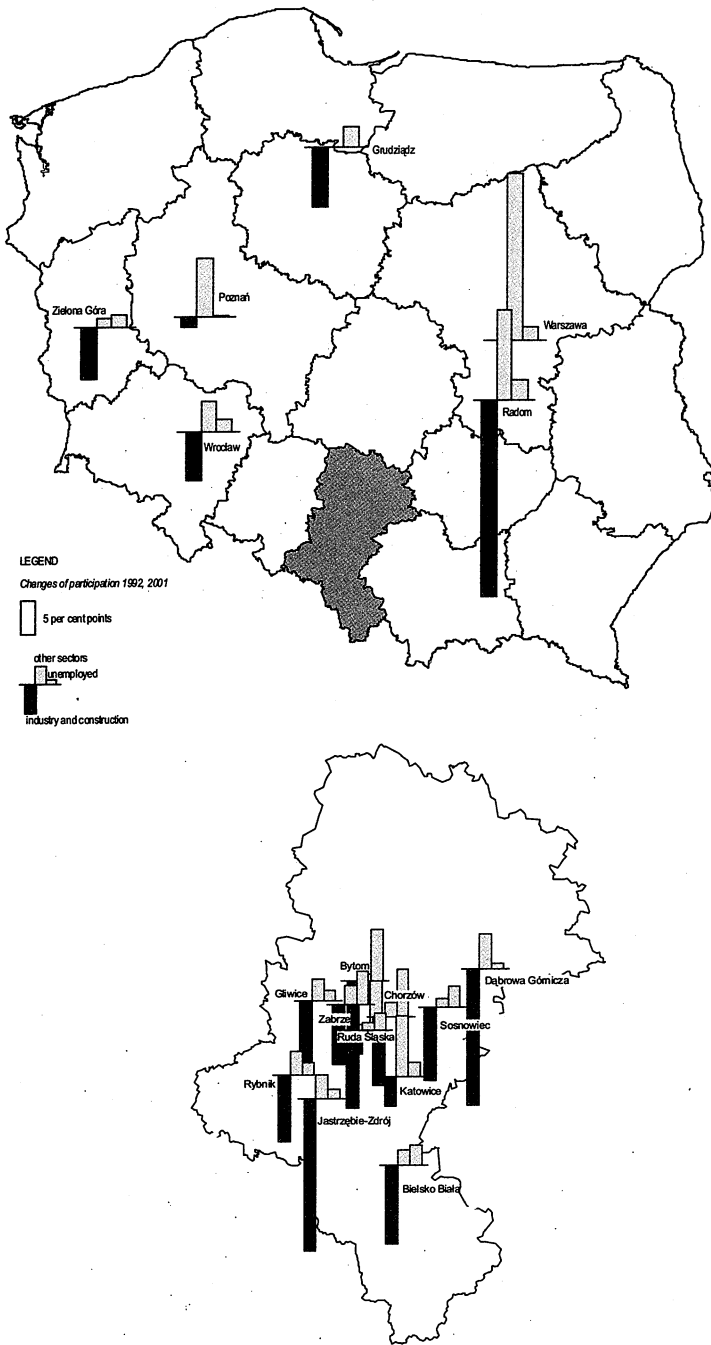 Grudziądz
Poznań
Zielona Góra
Warszawa
Radom
Wrocław
LEGEND
Changes of participation 1992, 2001
5 per cent points
other sectors
unemployed
industry and construction
Bytom
Dąbrowa Górnicza
Gliwice
Chorzów
Zabrze
Sosnowiec
Ruda Śląska
Rybnik
Katowice
Jastrzębie-Zdrój
Bielsko Biała